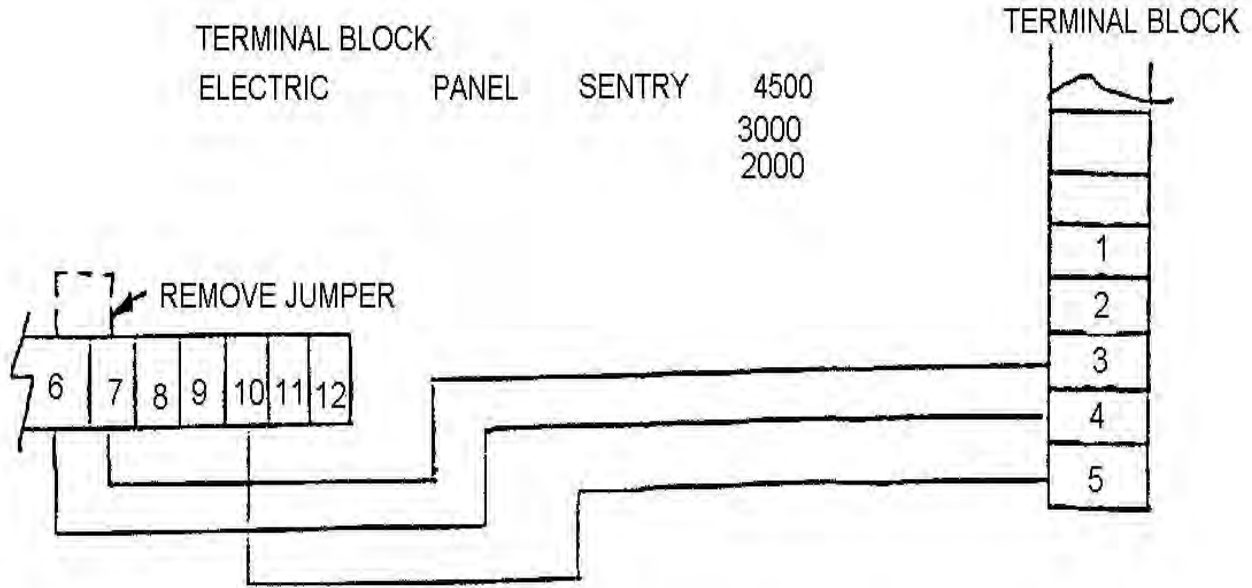 TERMINAL BLOCK
TERMINAL BLOCK
ELECTRIC PANEL SENTRY 4500
3000
2000
1
2
REMOVE JUMPER
3
6 7 8 9 10 11 12
4
5